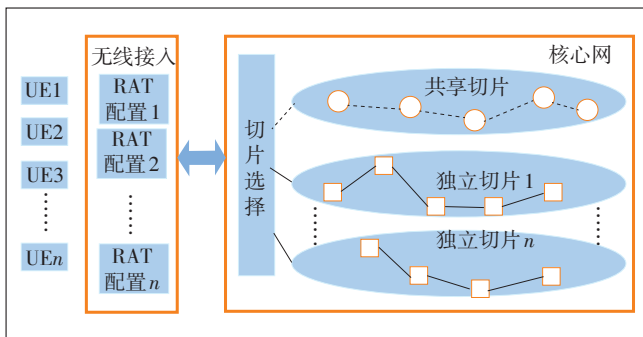 UE1
UE2
UE3
UEn
无线接入
RAT
配置1
RAT
配置2
RAT
配置n
切片选择
核心网
共享切片
独立切片1
独立切片n